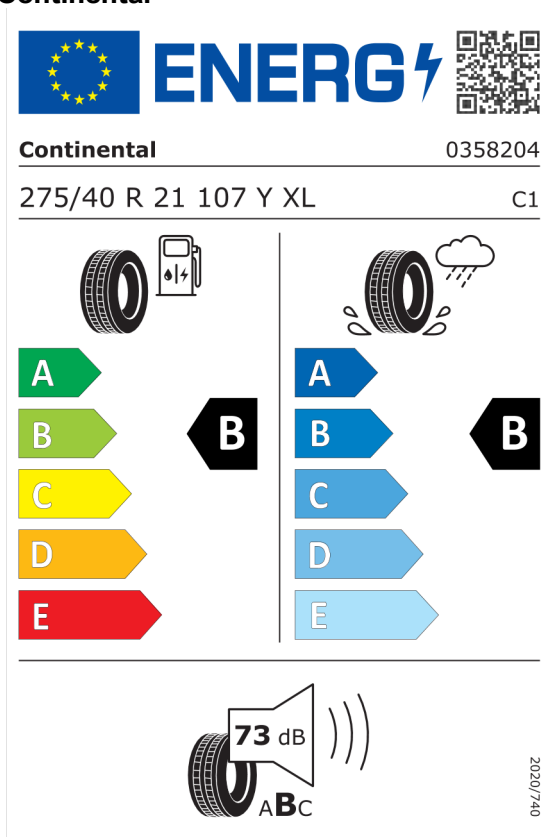 Continental
ENERG
Continental 0358204
275/40 R 21 107 Y XL C1
A A
B B B B
C C
D D
E E
73 dB
ABC
2020/740